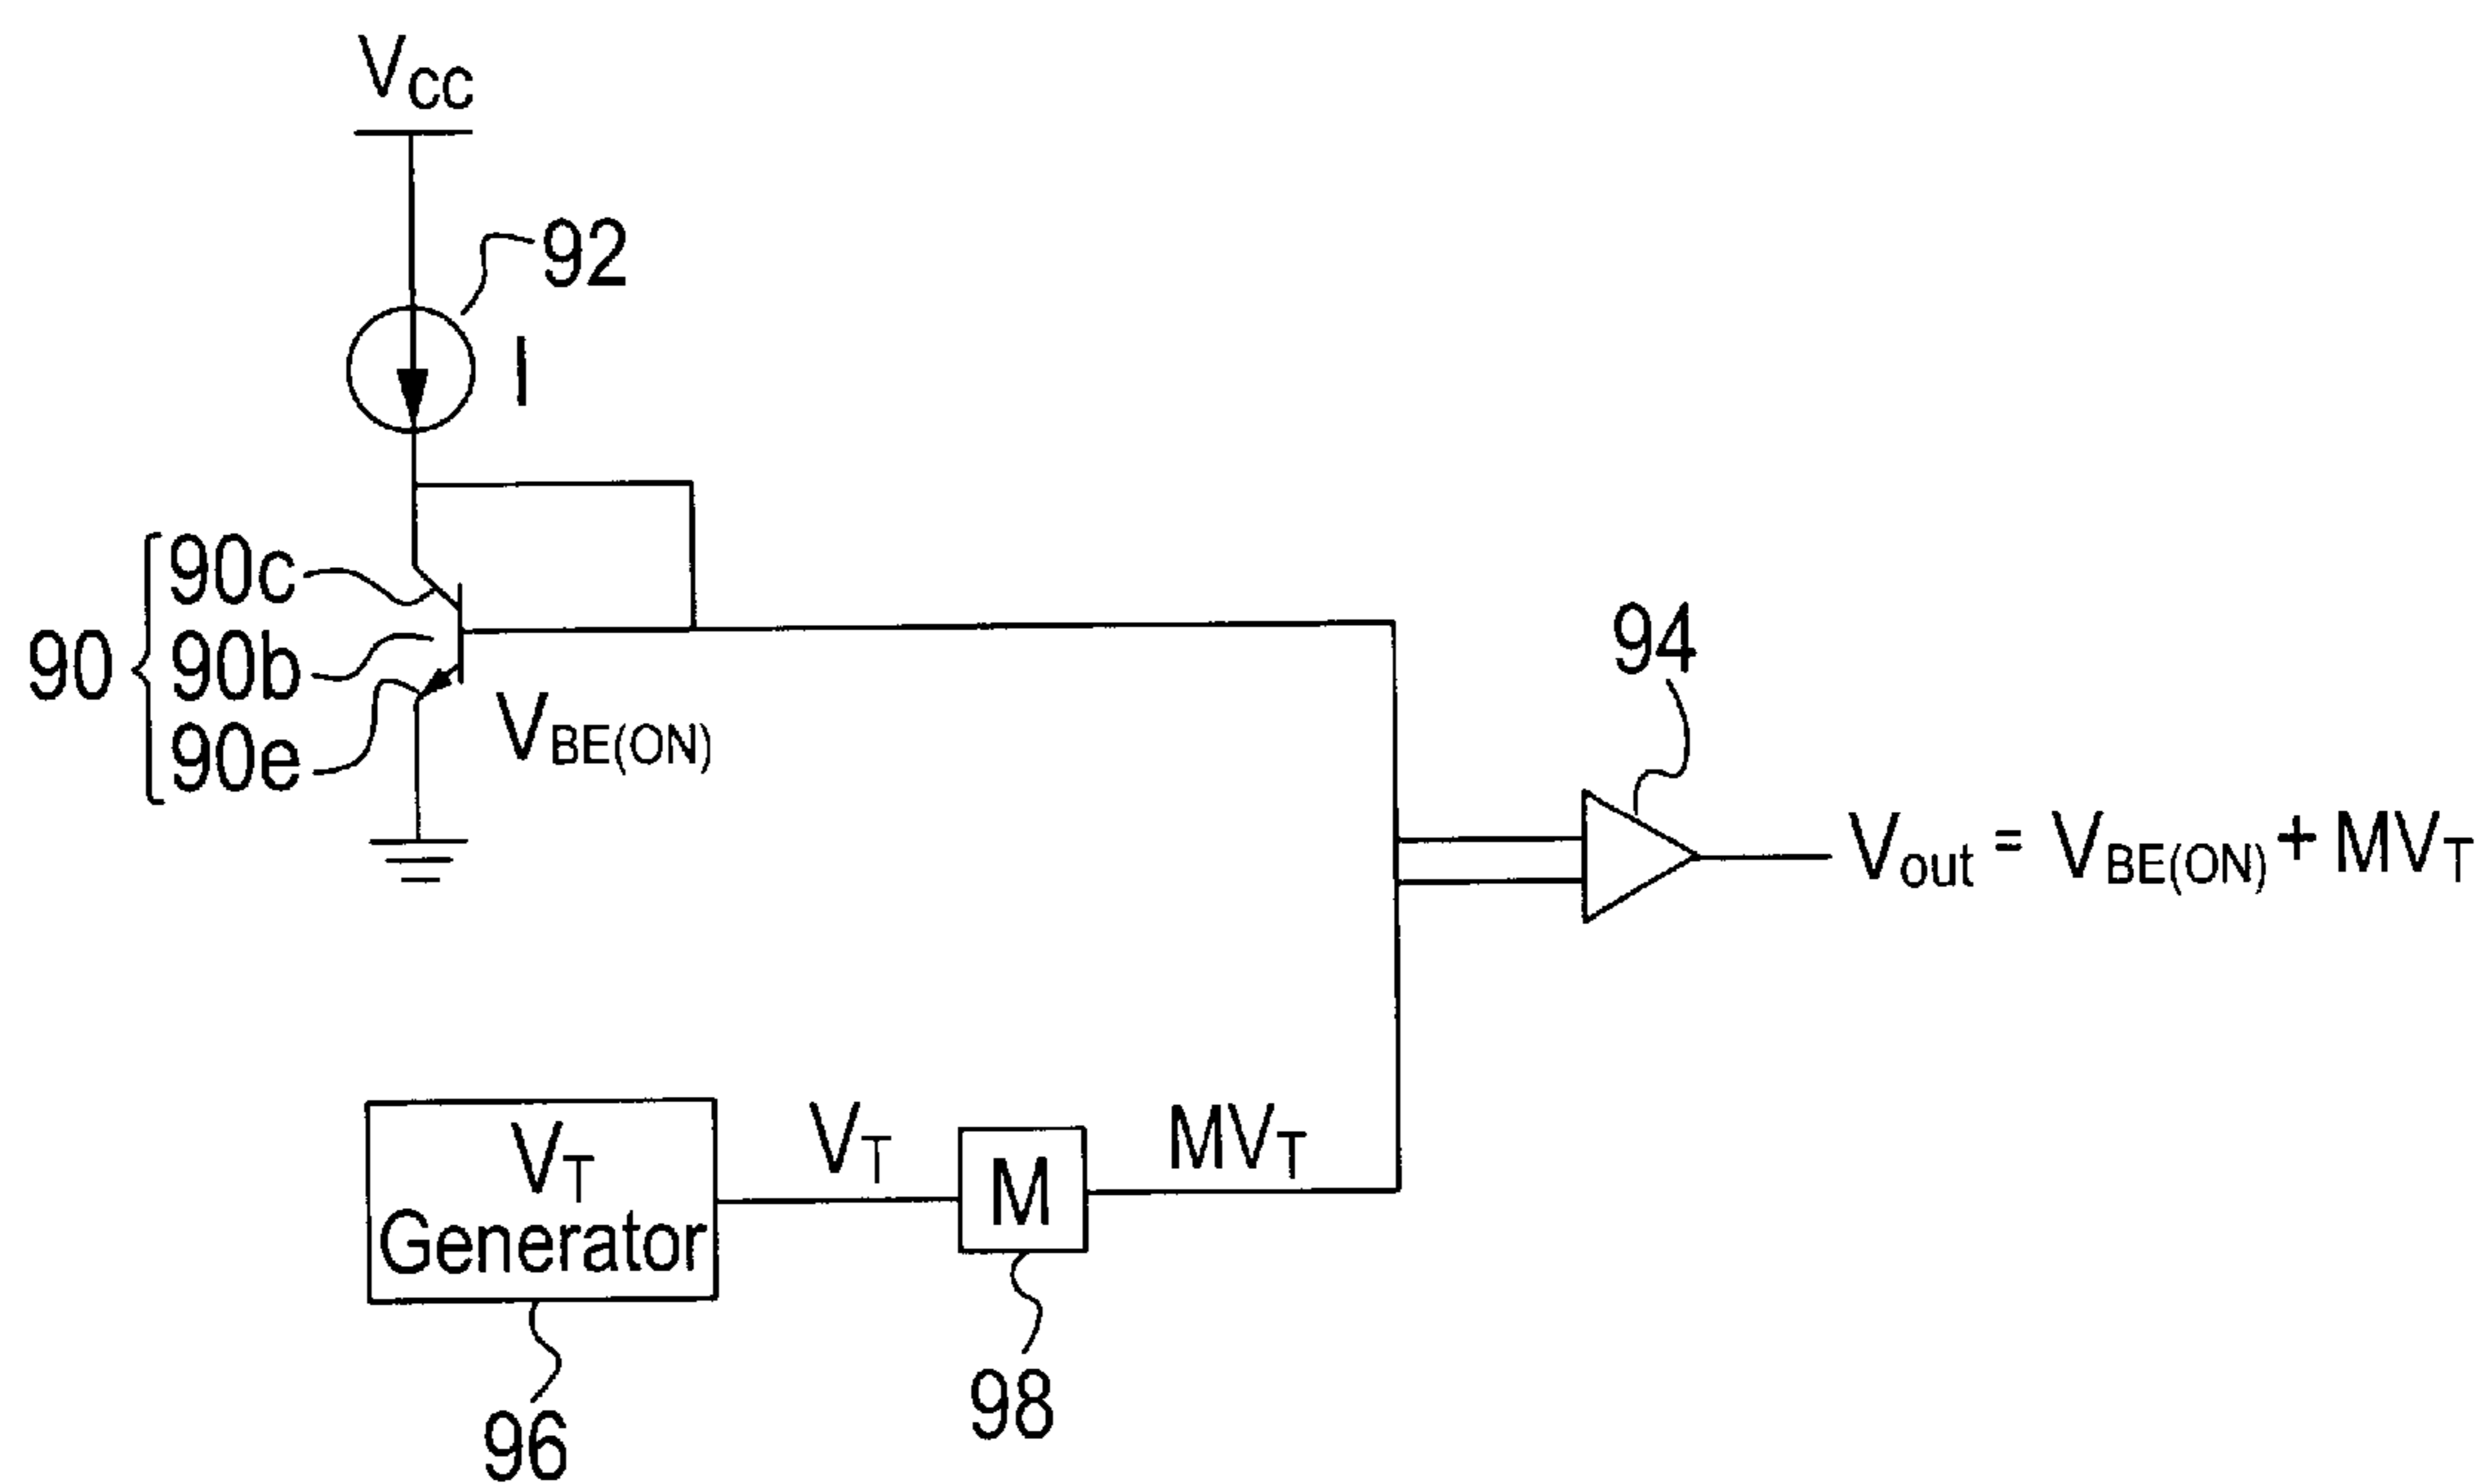 VCC
92
I
90c
90
90b
90e
VBE(ON)
94
Vout = VBE(ON) + MVT
VT
Generator
VT
M
MVT
96
98